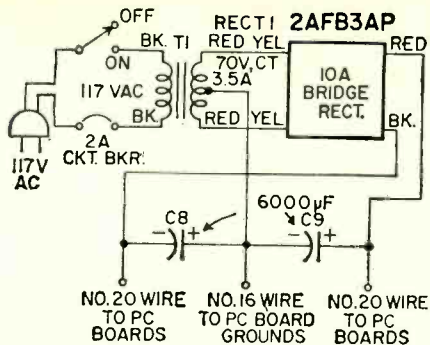 OFF
RECT 1 2AFB3AP
BK. T1 RED YEL RED
ON
70V,CT
3.5A
10A
BRIDGE
RECT.
117 VAC
BK. RED YEL BK.
2A
CKT. BKR.
117V
AC
6000µF
C8 C9
- + - +
NO.20 WIRE
TO PC
BOARDS
NO.16 WIRE
TO PC BOARD
GROUNDS
NO.20 WIRE
TO PC
BOARDS